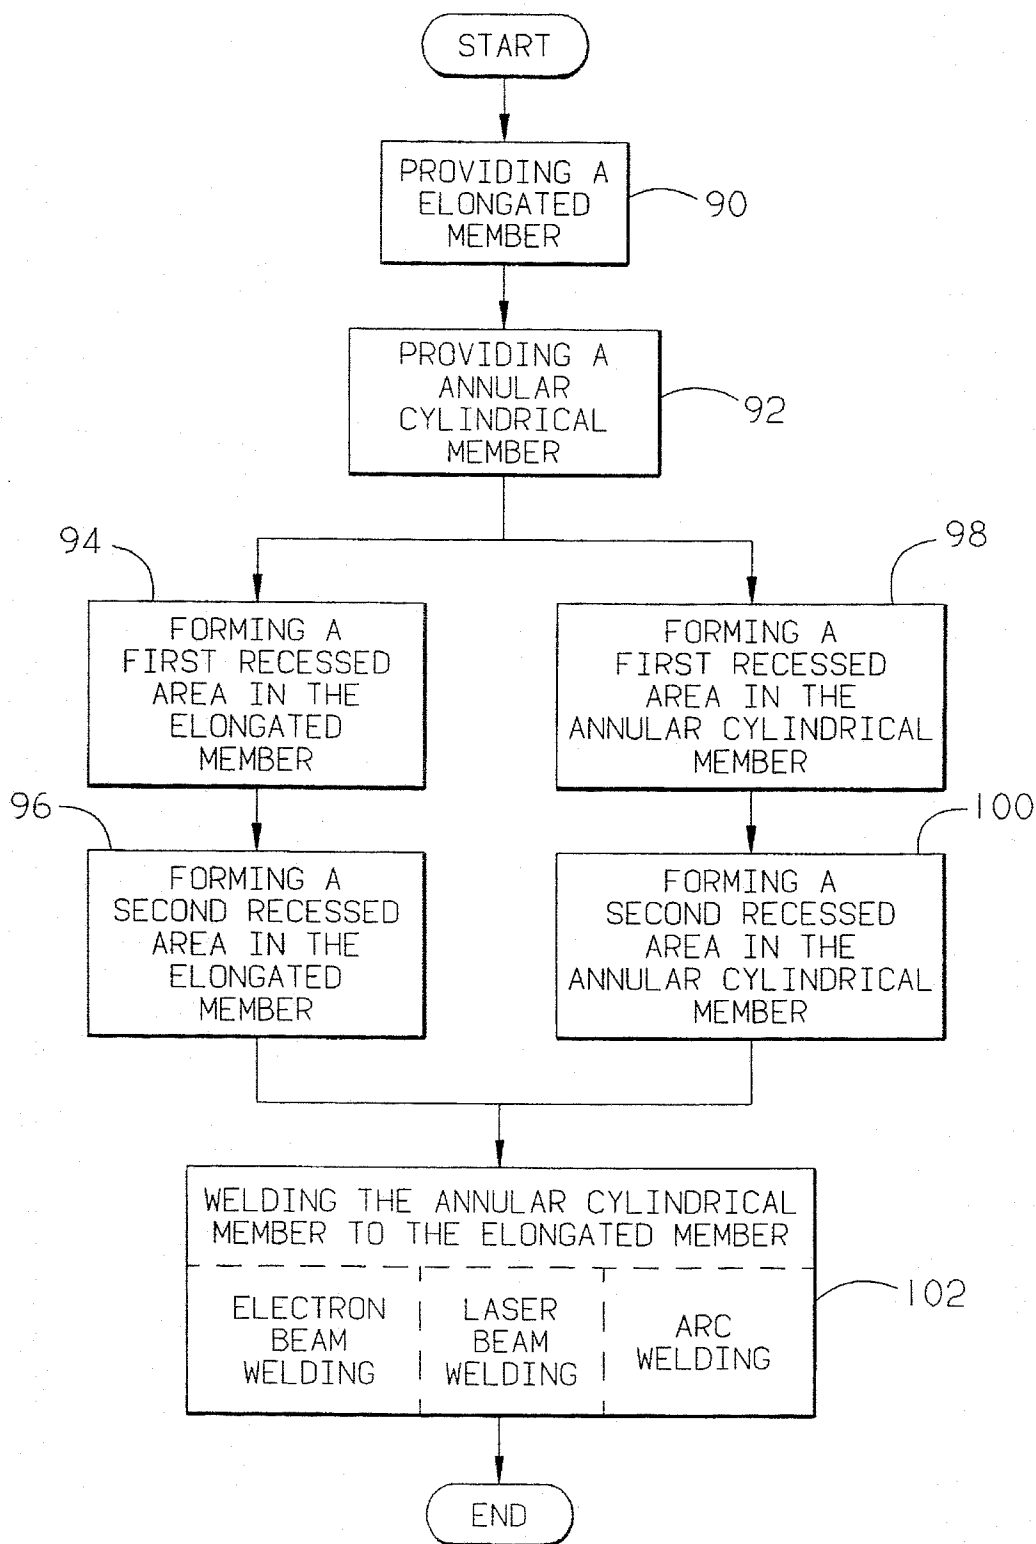 START
PROVIDING A
ELONGATED
MEMBER
90
PROVIDING A
ANNULAR
CYLINDRICAL
MEMBER
92
94
FORMING A
FIRST RECESSED
AREA IN THE
ELONGATED
MEMBER
98
FORMING A
FIRST RECESSED
AREA IN THE
ANNULAR CYLINDRICAL
MEMBER
96
FORMING A
SECOND RECESSED
AREA IN THE
ELONGATED
MEMBER
100
FORMING A
SECOND RECESSED
AREA IN THE
ANNULAR CYLINDRICAL
MEMBER
WELDING THE ANNULAR CYLINDRICAL
MEMBER TO THE ELONGATED MEMBER
ELECTRON
BEAM
WELDING
LASER
BEAM
WELDING
ARC
WELDING
102
END